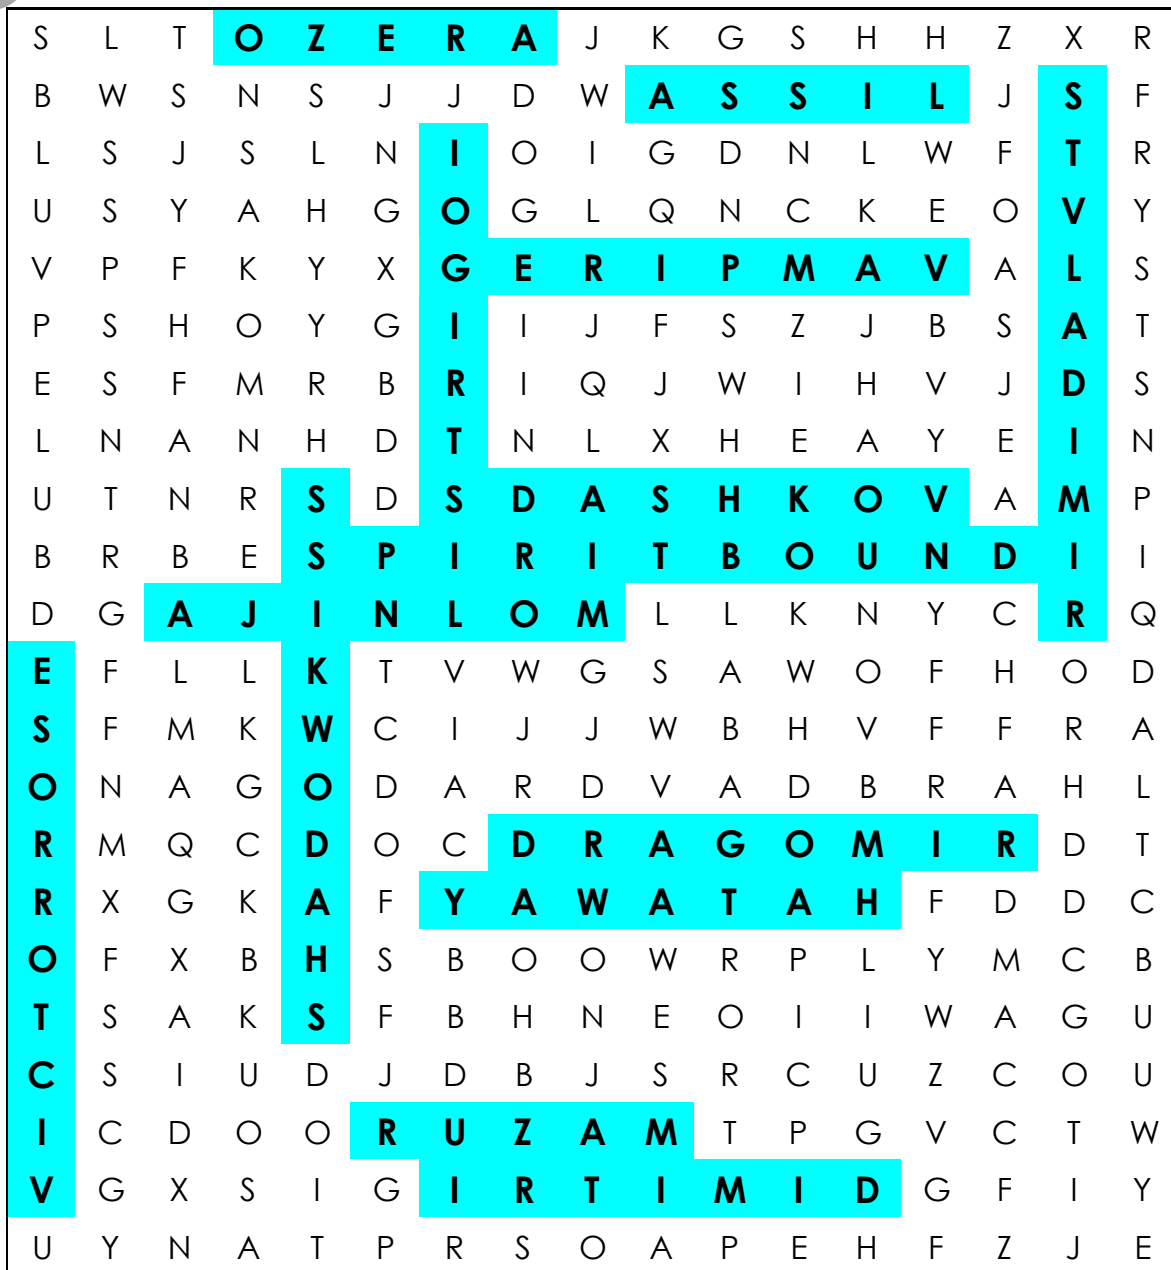 S L T O Z E R A J K G S H H Z X R
B W S N S J J D W A S S I L J S F
L S J S L N I O I G D N L W F T R
U S Y A H G O G L Q N C K E O V Y
V P F K Y X G E R I P M A V A L S
P S H O Y G I I J F S Z J B S A T
E S F M R B R I Q J W I H V J D S
L N A N H D T N L X H E A Y E I N
U T N R S D S D A S H K O V A M P
B R B E S P I R I T B O U N D I I
D G A J I N L O M L L K N Y C R Q
E F L L K T V W G S A W O F H O D
S F M K W C I J J W B H V F F R A
O N A G O D A R D V A D B R A H L
R M Q C D O C D R A G O M I R D T
R X G K A F Y A W A T A H F D D C
O F X B H S B O O W R P L Y M C B
T S A K S F B H N E O I I W A G U
C S I U D J D B J S R C U Z C O U
I C D O O R U Z A M T P G V C T W
V G X S I G I R T I M I D G F I Y
U Y N A T P R S O A P E H F Z J E